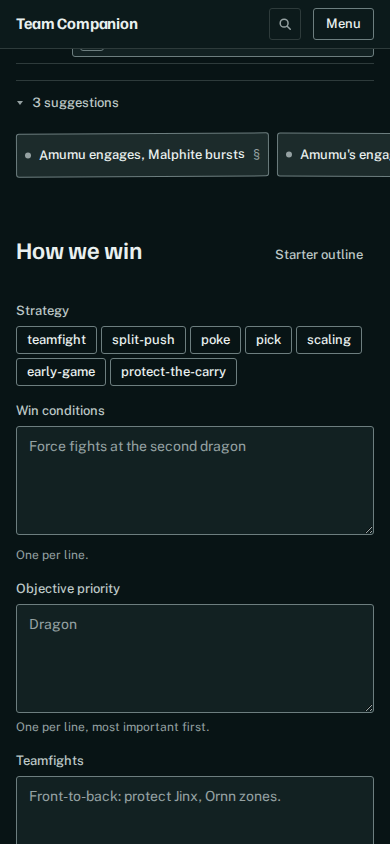 Team Companion
Menu
3 suggestions
Amumu engages, Malphite bursts §
Amumu's enga
How we win
Starter outline
Strategy
teamfight
split-push
poke
pick
scaling
early-game
protect-the-carry
Win conditions
Force fights at the second dragon
One per line.
Objective priority
Dragon
One per line, most important first.
Teamfights
Front-to-back: protect Jinx, Ornn zones.